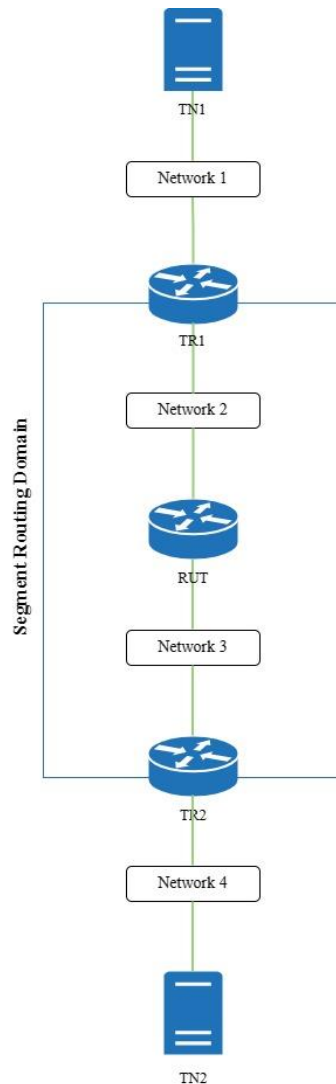 TN1
Network 1
TR1
Network 2
Segment Routing Domain
RUT
Network 3
TR2
Network 4
TN2